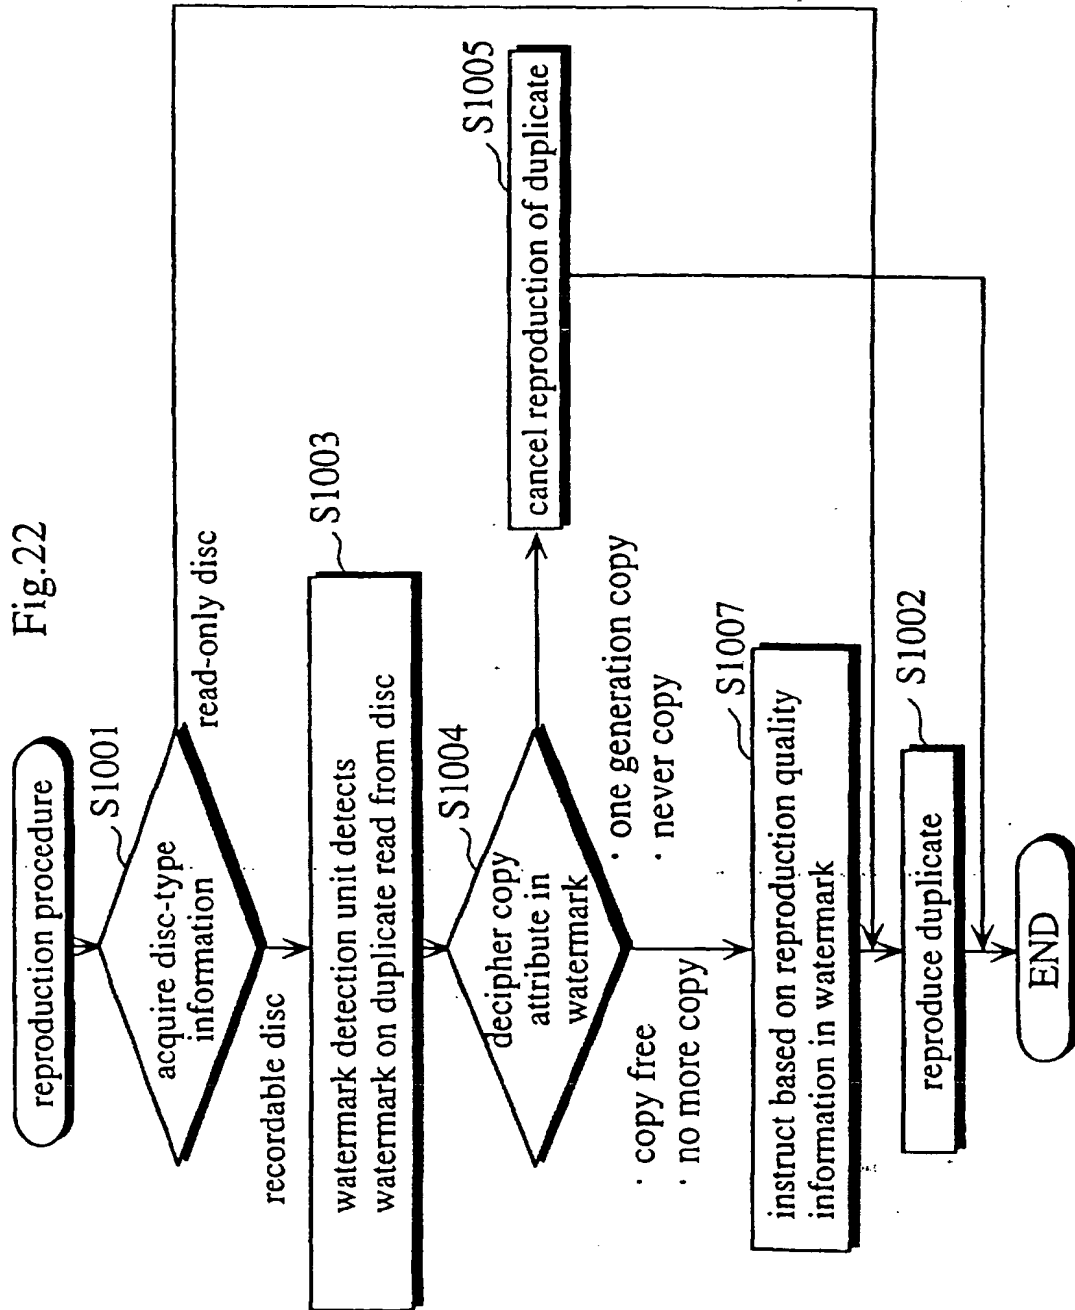 Fig.22
reproduction procedure
S1001
acquire disc-type
information
read-only disc
recordable disc
S1003
watermark detection unit detects
watermark on duplicate read from disc
S1004
decipher copy
attribute in
watermark
· one generation copy
· never copy
S1005
cancel reproduction of duplicate
· copy free
· no more copy
S1007
instruct based on reproduction quality
information in watermark
S1002
reproduce duplicate
END